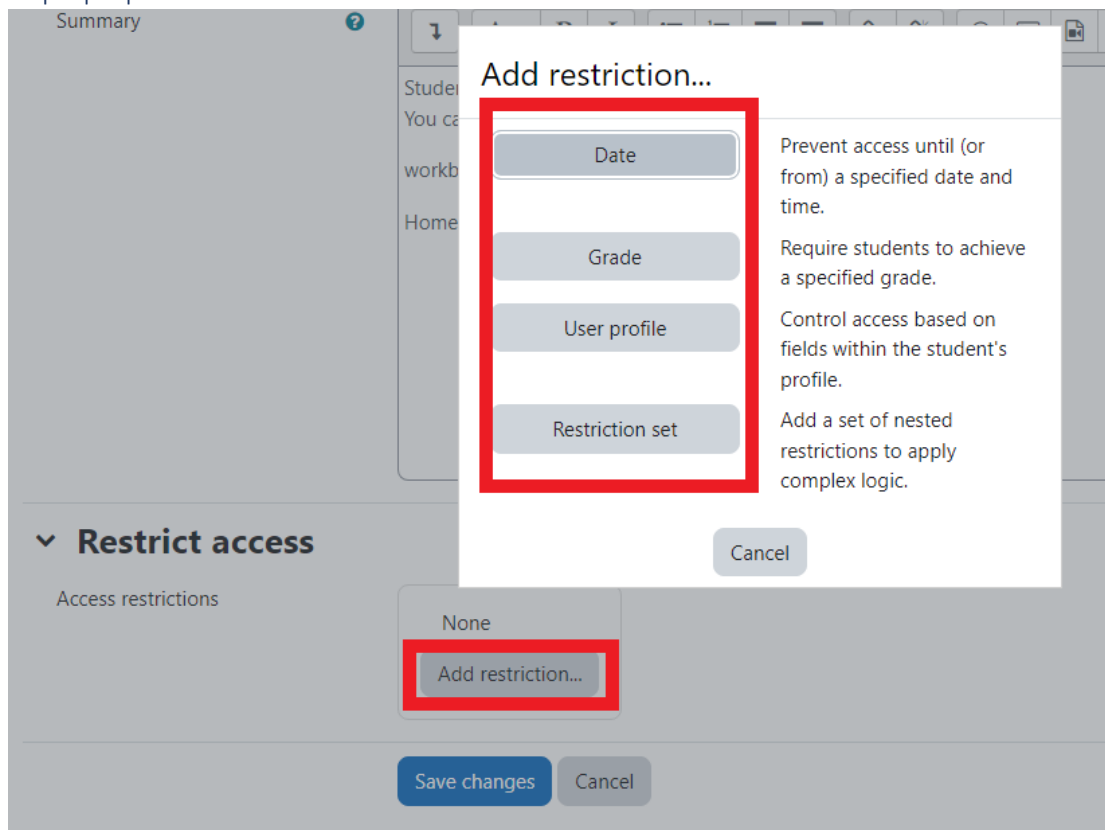 Summary
Add restriction...
You
Date
Prevent access until (or
from) a specified date and
time.
Home
Grade
Require students to achieve
a specified grade.
User profile
Control access based on
fields within the student's
profile.
Restriction set
Add a set of nested
restrictions to apply
complex logic.
Cancel
Restrict access
Access restrictions
None
Add restriction...
Save changes
Cancel